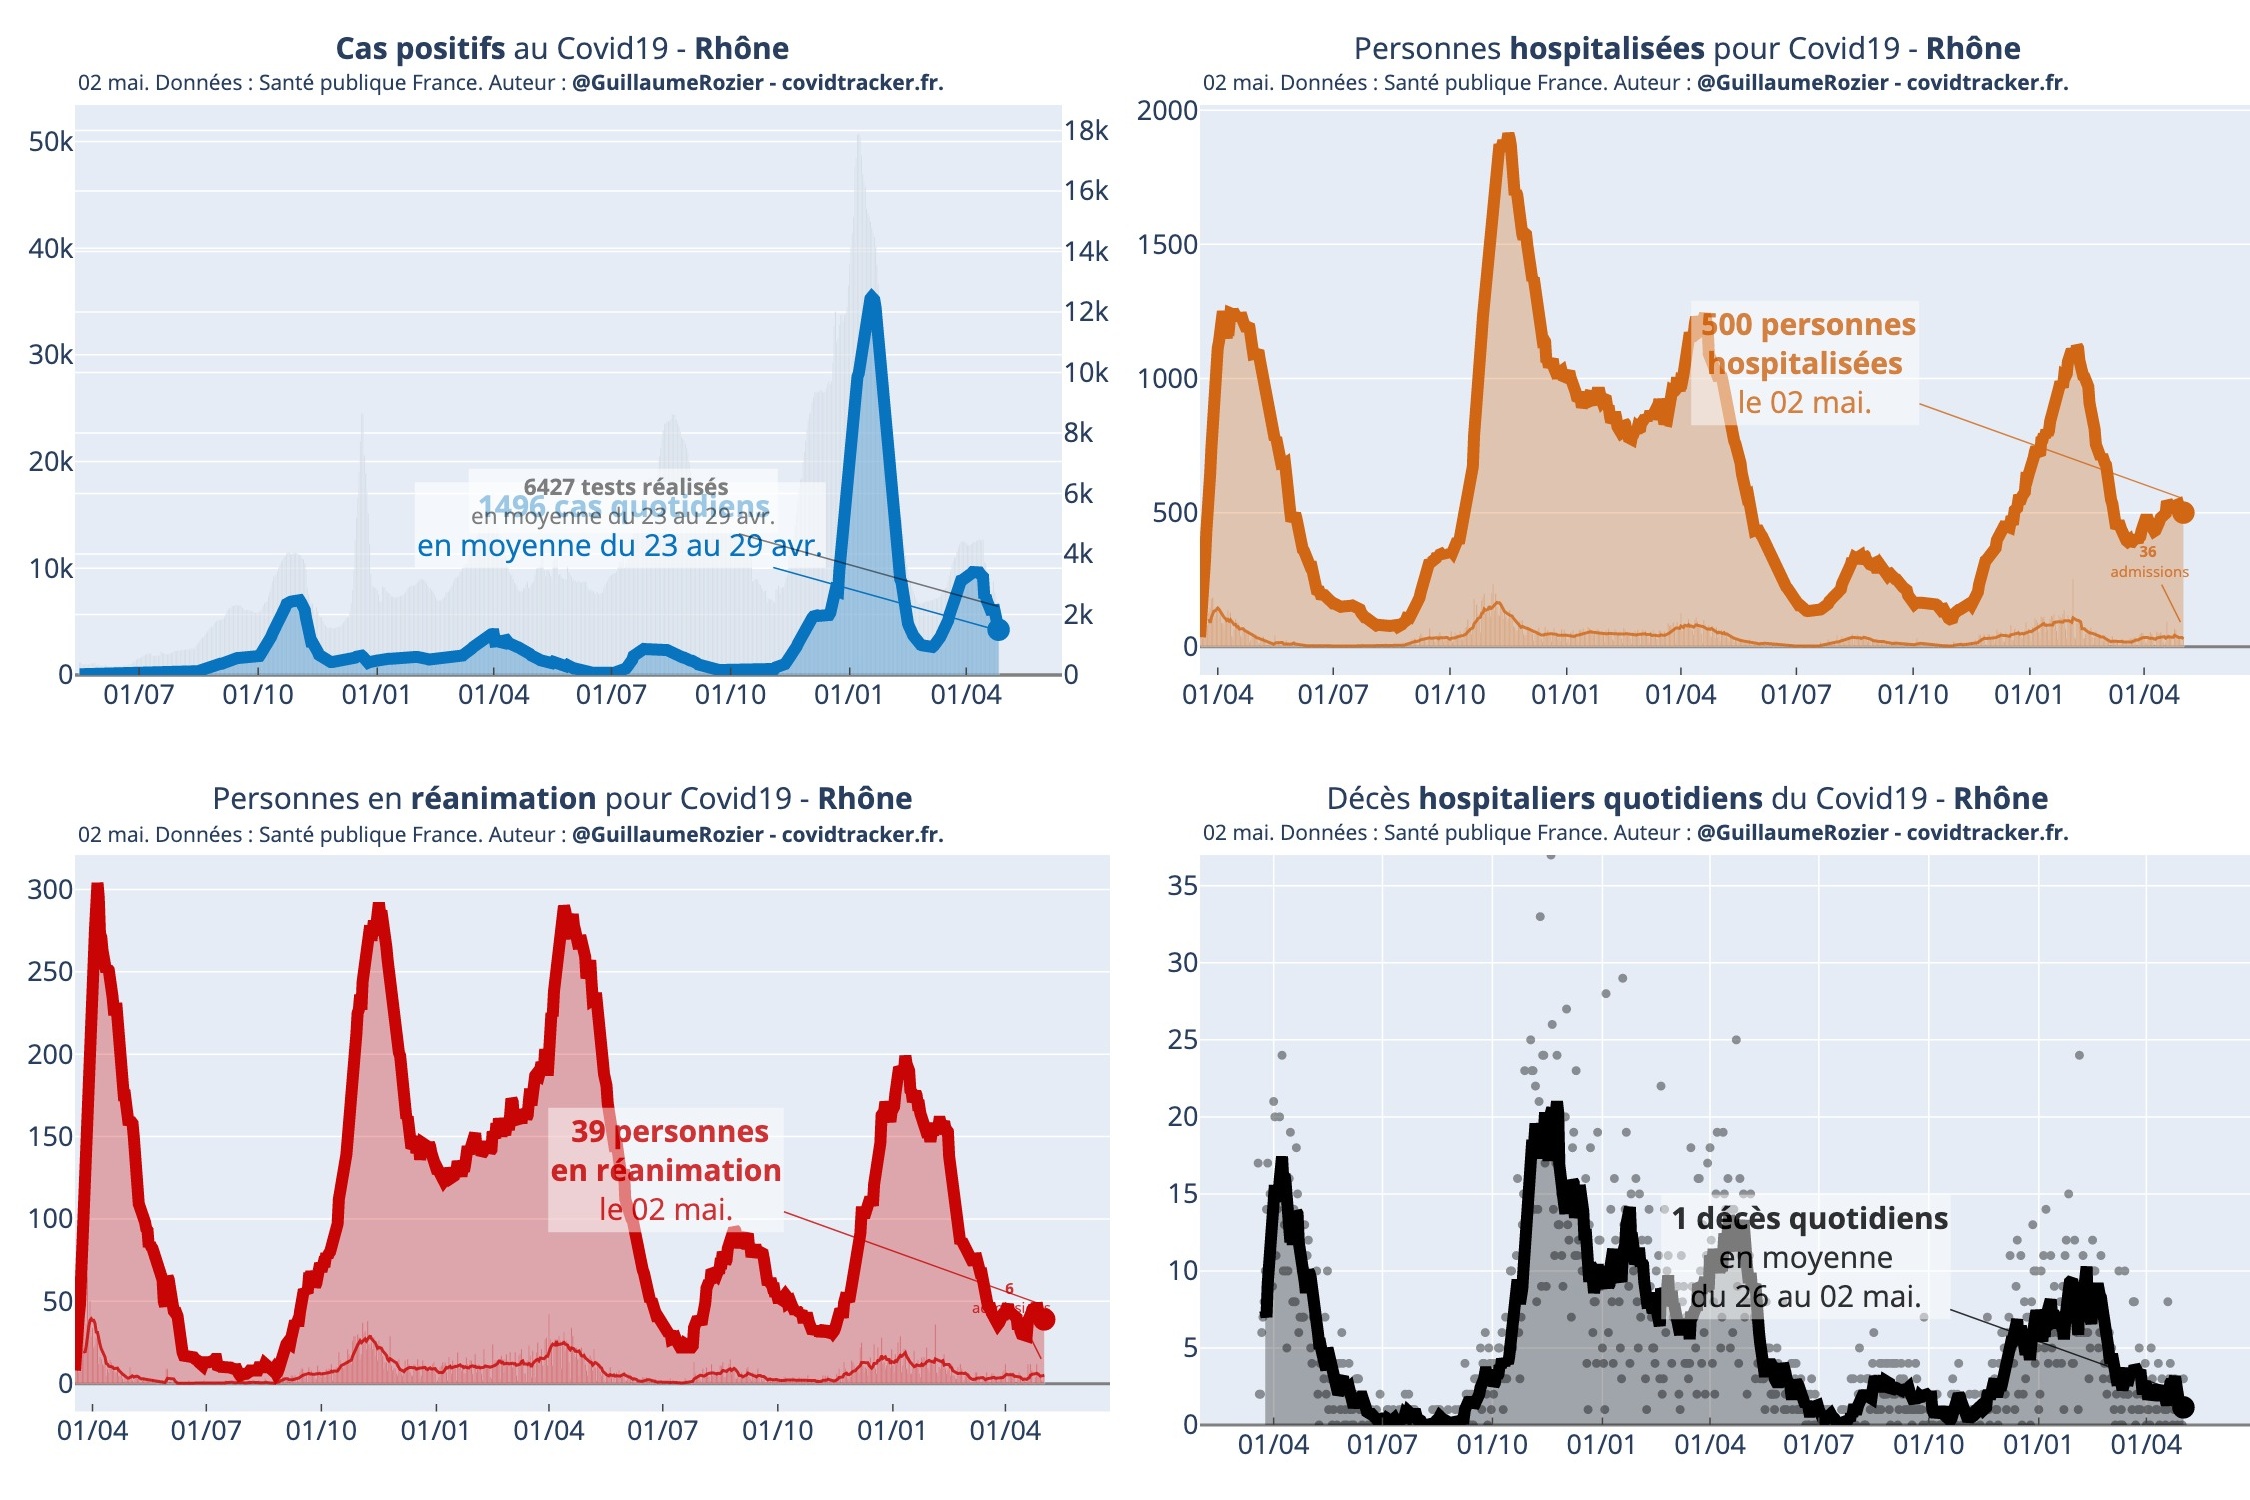 Cas positifs au Covid19 - Rhône
02 mai. Données : Santé publique France. Auteur : @GuillaumeRozier - covidtracker.fr.
50k
40k
30k
20k
10k
0
18k
16k
14k
12k
10k
8k
6k
4k
2k
0
6427 tests réalisés
en moyenne du 23 au 29 avr.
1496 cas quotidiens
en moyenne du 23 au 29 avr.
01/07 01/10 01/01 01/04 01/07 01/10 01/01 01/04
Personnes hospitalisées pour Covid19 - Rhône
02 mai. Données : Santé publique France. Auteur : @GuillaumeRozier - covidtracker.fr.
2000
1500
1000
500
0
500 personnes
hospitalisées
le 02 mai.
36
admissions
01/04 01/07 01/10 01/01 01/04 01/07 01/10 01/01 01/04
Personnes en réanimation pour Covid19 - Rhône
02 mai. Données : Santé publique France. Auteur : @GuillaumeRozier - covidtracker.fr.
300
250
200
150
100
50
0
39 personnes
en réanimation
le 02 mai.
6
admissions
01/04 01/07 01/10 01/01 01/04 01/07 01/10 01/01 01/04
Décès hospitaliers quotidiens du Covid19 - Rhône
02 mai. Données : Santé publique France. Auteur : @GuillaumeRozier - covidtracker.fr.
35
30
25
20
15
10
5
0
1 décès quotidiens
en moyenne
du 26 au 02 mai.
01/04 01/07 01/10 01/01 01/04 01/07 01/10 01/01 01/04